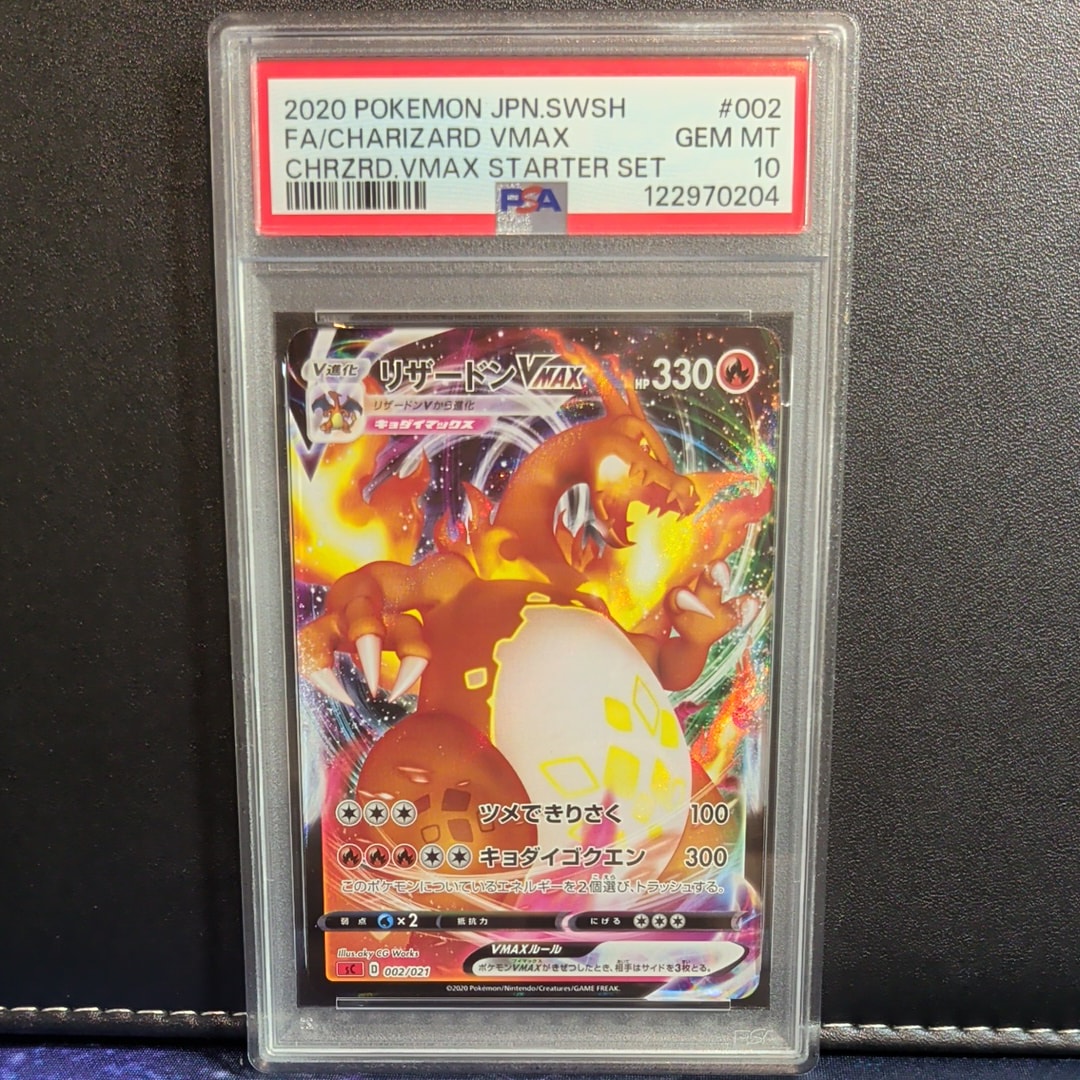 2020 POKEMON JPN.SWSH #002
FA/CHARIZARD VMAX GEM MT
CHRZRD.VMAX STARTER SET 10
PSA 122970204
V進化 リザードンVMAX HP 330
リザードンVから進化
キョダイマックス
ツメできりさく 100
キョダイゴクエン 300
このポケモンについているエネルギーを2個選び、トラッシュする。
弱点 ×2 抵抗力 にげる
Illus.aky CG Works
VMAXルール
sC D 002/021
ポケモンVMAXがきぜつしたとき、相手はサイドを3枚とる。
©2020 Pokémon/Nintendo/Creatures/GAME FREAK.
PSA